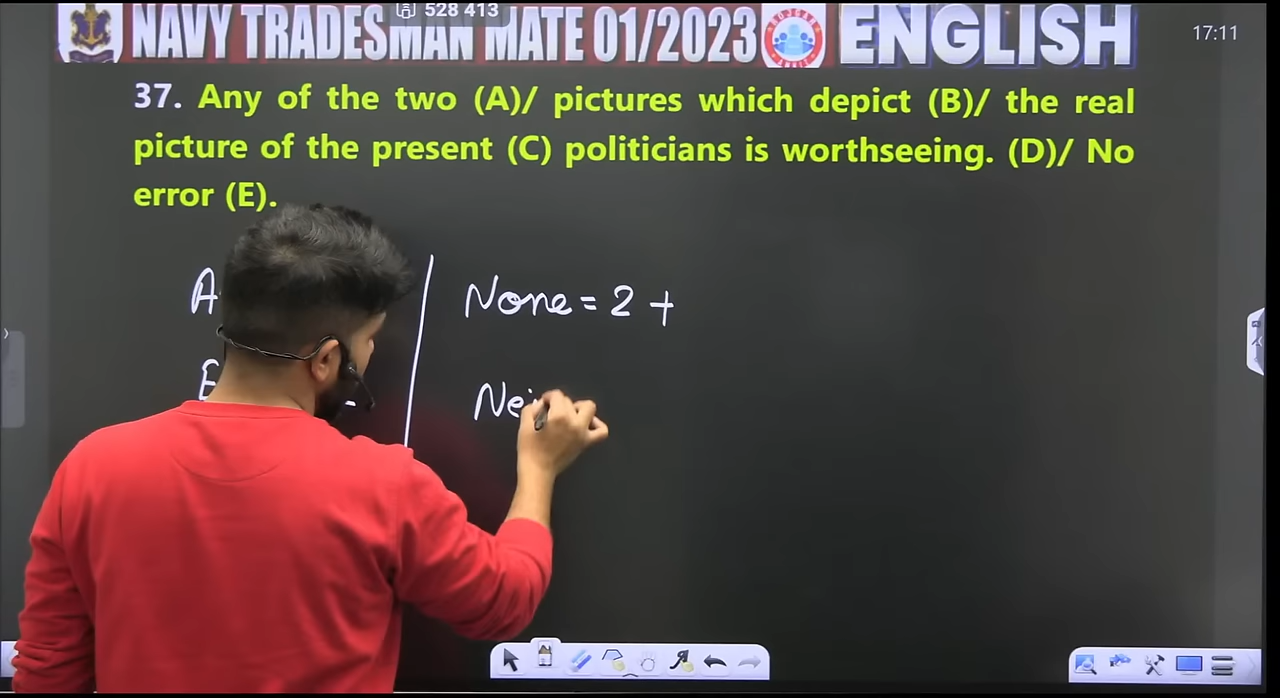 528 413
NAVY TRADESMAN MATE 01/2023 ENGLISH
17:11
37. Any of the two (A)/ pictures which depict (B)/ the real
picture of the present (C) politicians is worthseeing. (D)/ No
error (E).
A
None = 2 +
E
Nei